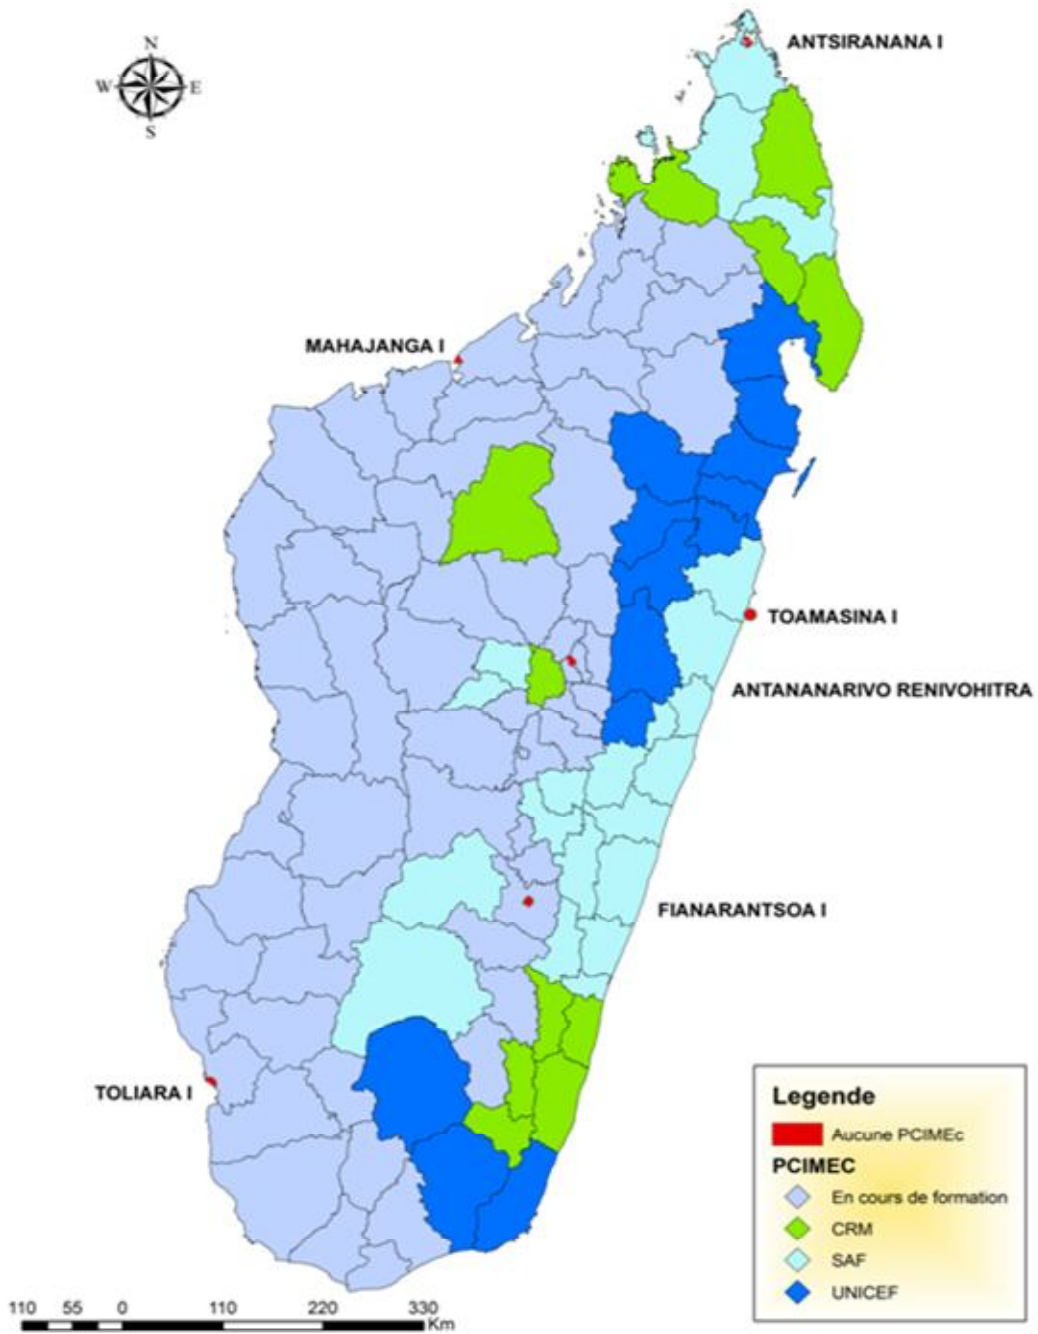 N
W E
S
ANTSIRANANA I
MAHAJANGA I
TOAMASINA I
ANTANANARIVO RENIVOHITRA
FIANARANTSOA I
TOLIARA I
Legende
Aucune PCIMEc
PCIMEC
En cours de formation
CRM
SAF
UNICEF
110 55 0 110 220 330
Km